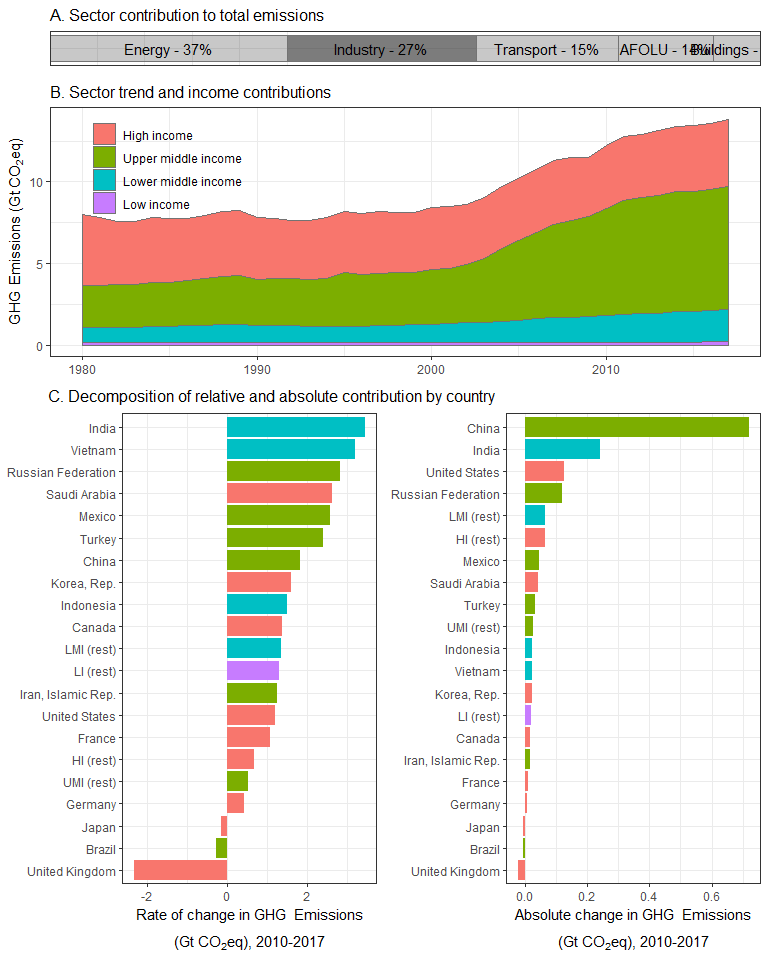 A. Sector contribution to total emissions
Energy - 37%
Industry - 27%
Transport - 15%
AFOLU - 14%
Buildings -
B. Sector trend and income contributions
GHG Emissions (Gt CO2eq)
High income
Upper middle income
Lower middle income
Low income
10
5
0
1980
1990
2000
2010
C. Decomposition of relative and absolute contribution by country
India
Vietnam
Russian Federation
Saudi Arabia
Mexico
Turkey
China
Korea, Rep.
Indonesia
Canada
LMI (rest)
LI (rest)
Iran, Islamic Rep.
United States
France
HI (rest)
UMI (rest)
Germany
Japan
Brazil
United Kingdom
-2
0
2
Rate of change in GHG Emissions
(Gt CO2eq), 2010-2017
China
India
United States
Russian Federation
LMI (rest)
HI (rest)
Mexico
Saudi Arabia
Turkey
UMI (rest)
Indonesia
Vietnam
Korea, Rep.
LI (rest)
Canada
Iran, Islamic Rep.
France
Germany
Japan
Brazil
United Kingdom
0.0
0.2
0.4
0.6
Absolute change in GHG Emissions
(Gt CO2eq), 2010-2017